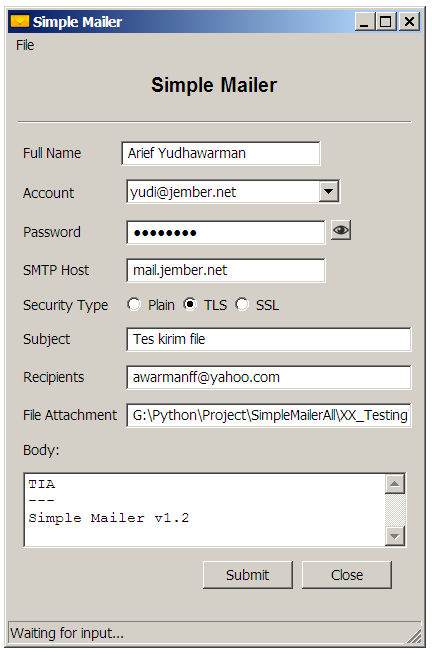 Simple Mailer
File
Simple Mailer
Full Name Arief Yudhawarman
Account yudi@jember.net
Password ●●●●●●●●
SMTP Host mail.jember.net
Security Type Plain TLS SSL
Subject Tes kirim file
Recipients awarmanff@yahoo.com
File Attachment G:\Python\Project\SimpleMailerAll\XX_Testing
Body:
TIA
---
Simple Mailer v1.2
Submit Close
Waiting for input...